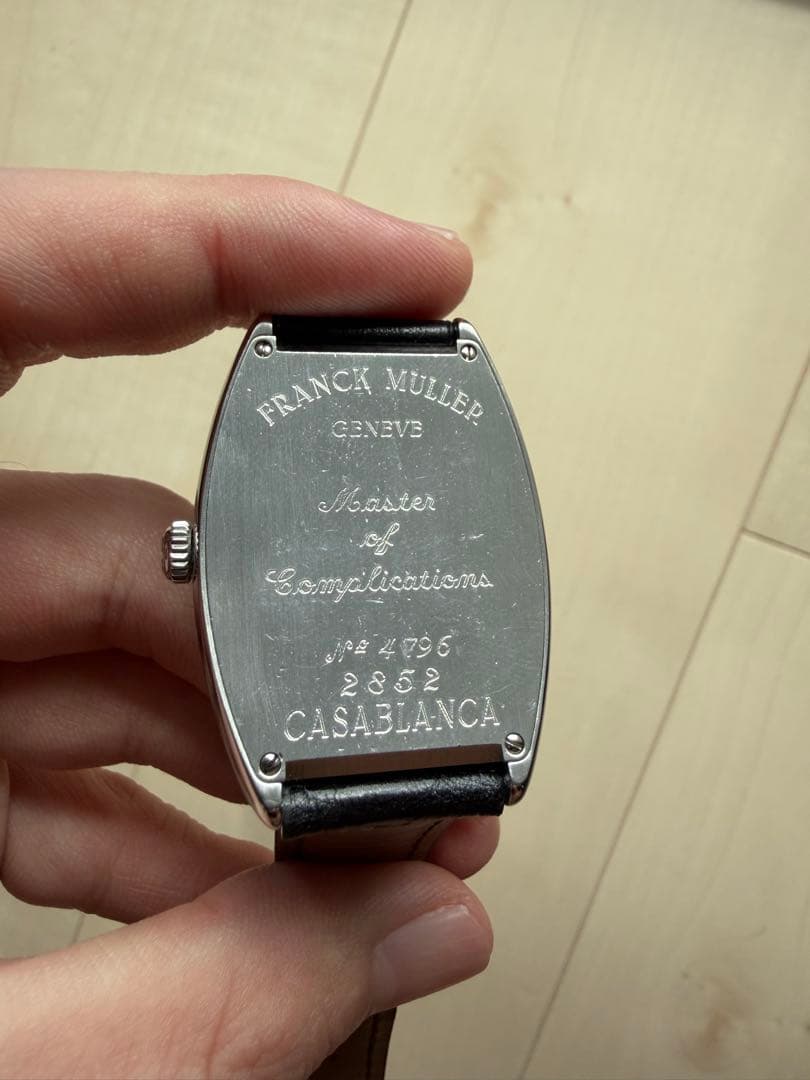 FRANCK MULLER
GENEVE
Master
of
Complications
Nº 4796
2852
CASABLANCA